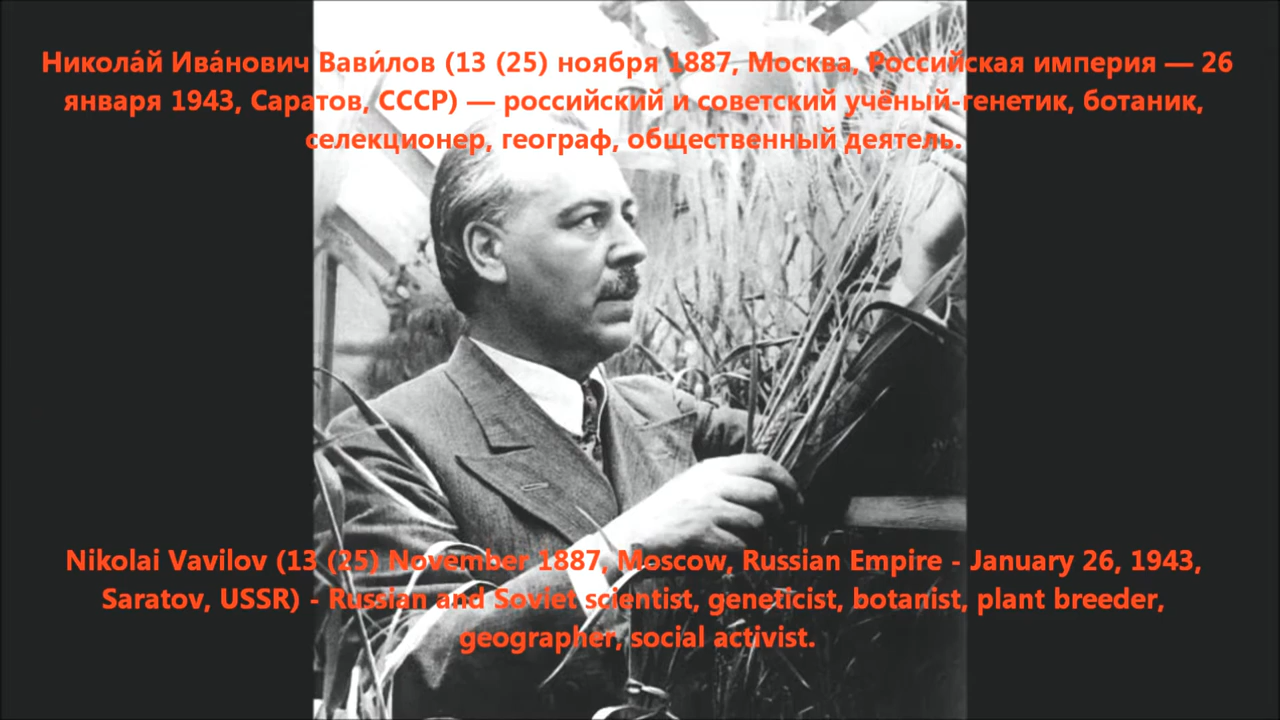 Никола́й Ива́нович Вави́лов (13 (25) ноября 1887, Москва, Российская империя — 26
января 1943, Саратов, СССР) — российский и советский учёный-генетик, ботаник,
селекционер, географ, общественный деятель.
Nikolai Vavilov (13 (25) November 1887, Moscow, Russian Empire - January 26, 1943,
Saratov, USSR) - Russian and Soviet scientist, geneticist, botanist, plant breeder,
geographer, social activist.